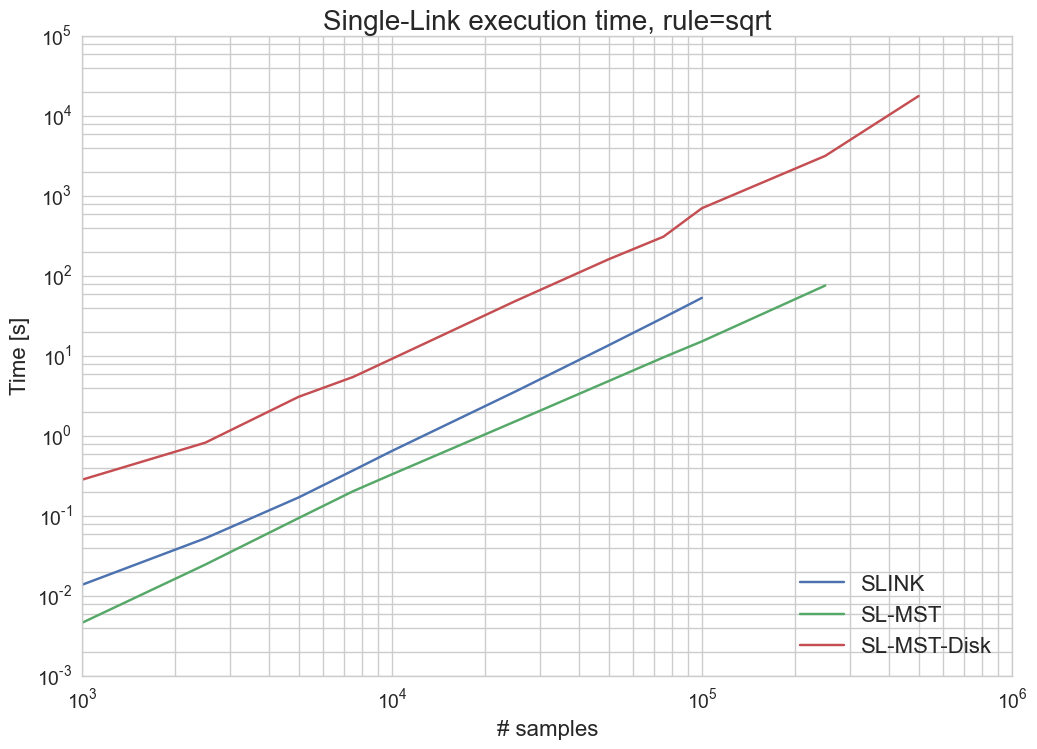 Single-Link execution time, rule=sqrt
10^5
10^4
10^3
10^2
10^1
10^0
10^-1
10^-2
10^-3
Time [s]
SLINK
SL-MST
SL-MST-Disk
10^3 10^4 10^5 10^6
# samples